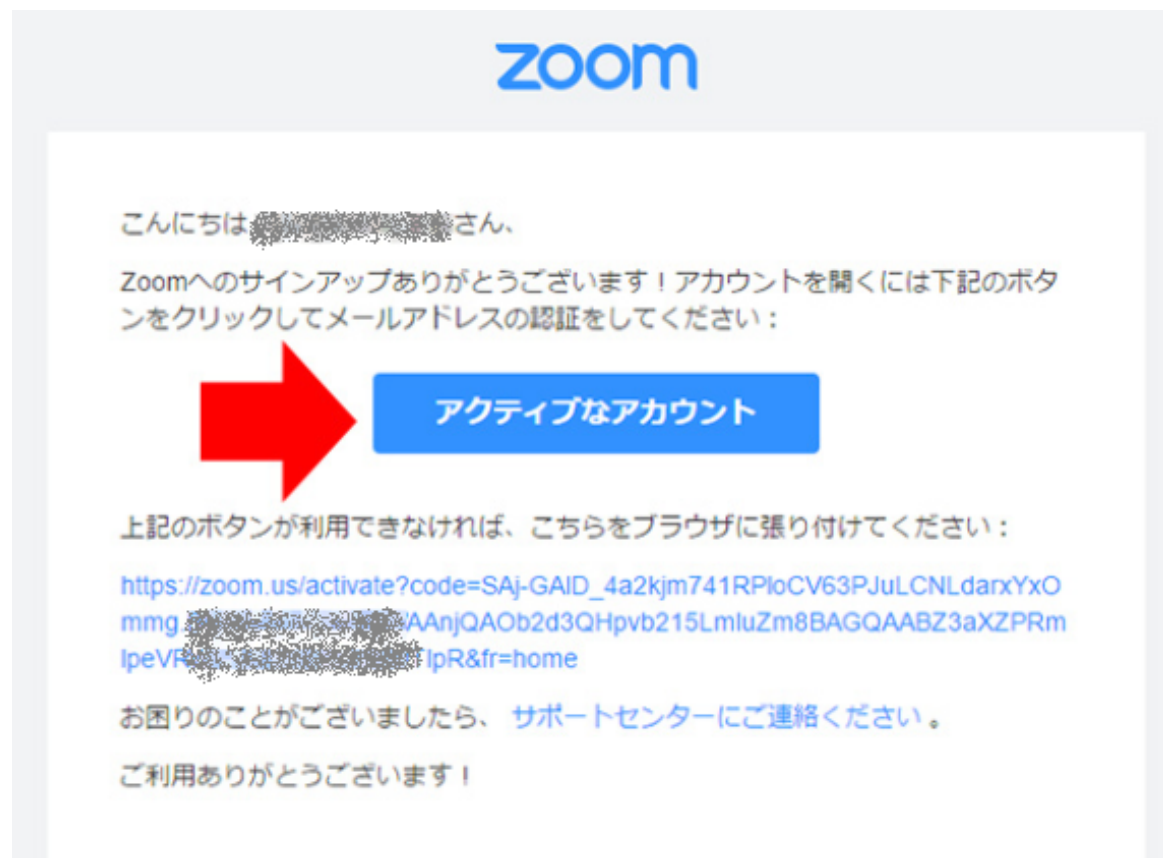 zoom
こんにちは さん、
Zoomへのサインアップありがとうございます！アカウントを開くには下記のボタ
ンをクリックしてメールアドレスの認証をしてください：
アクティブなアカウント
上記のボタンが利用できなければ、こちらをブラウザに張り付けてください：
https://zoom.us/activate?code=SAj-GAlD_4a2kjm741RPloCV63PJuLCNLdarxYxO
mmg. AAnjQAOb2d3QHpvb215LmluZm8BAGQAABZ3aXZPRm
lpeVR lpR&fr=home
お困りのことがございましたら、 サポートセンターにご連絡ください 。
ご利用ありがとうございます！